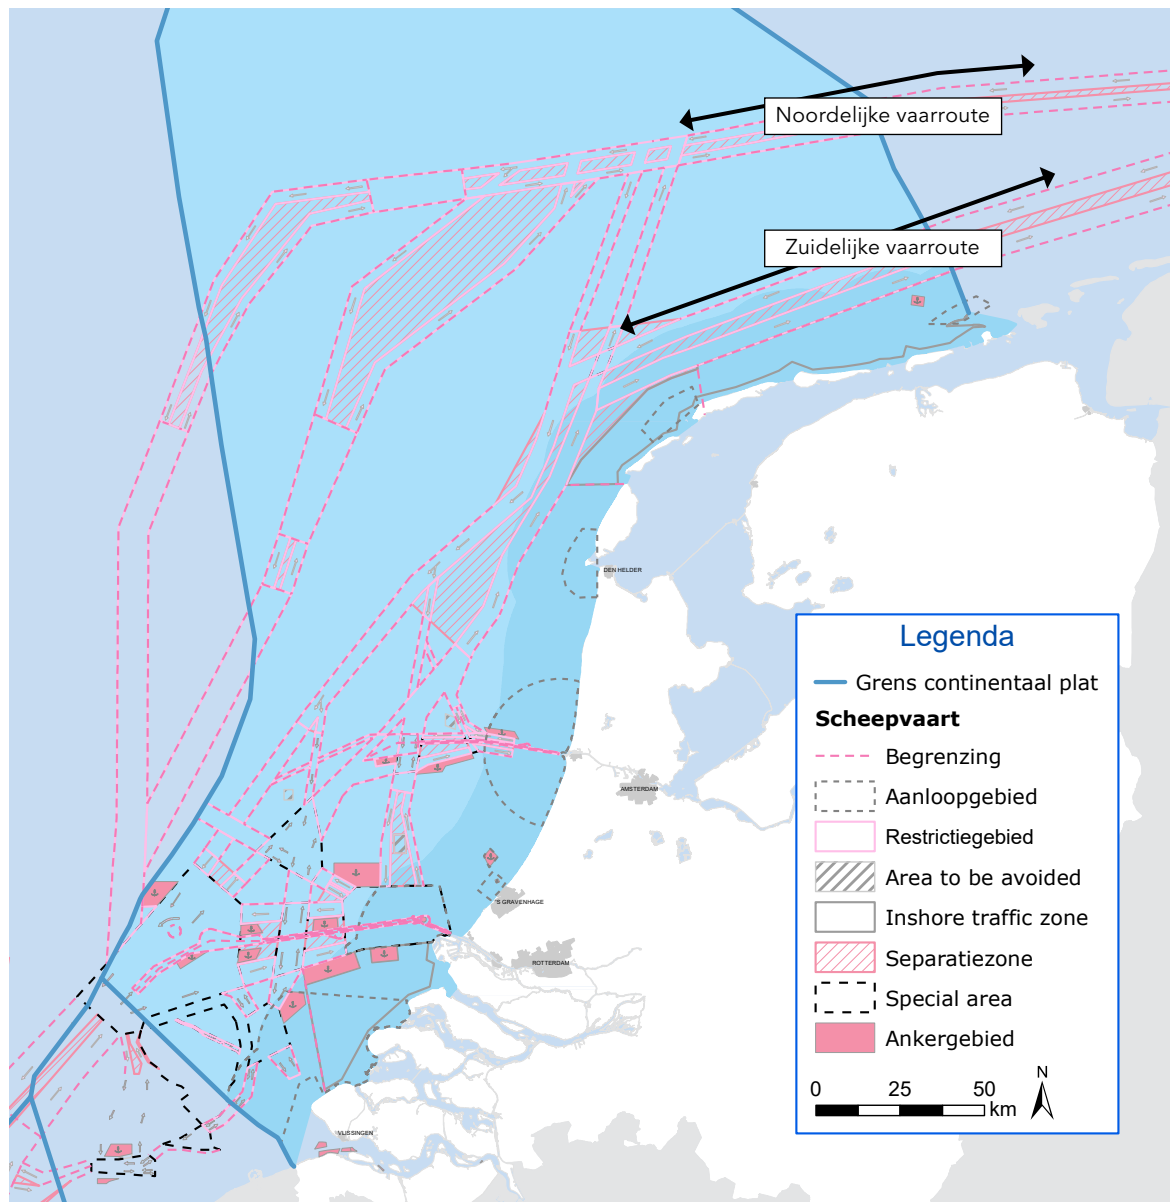 Noordelijke vaarroute
Zuidelijke vaarroute
DEN HELDER
AMSTERDAM
'S GRAVENHAGE
ROTTERDAM
VLISSINGEN
Legenda
Grens continentaal plat
Scheepvaart
Begrenzing
Aanloopgebied
Restrictiegebied
Area to be avoided
Inshore traffic zone
Separatiezone
Special area
Ankergebied
0 25 50 km
N